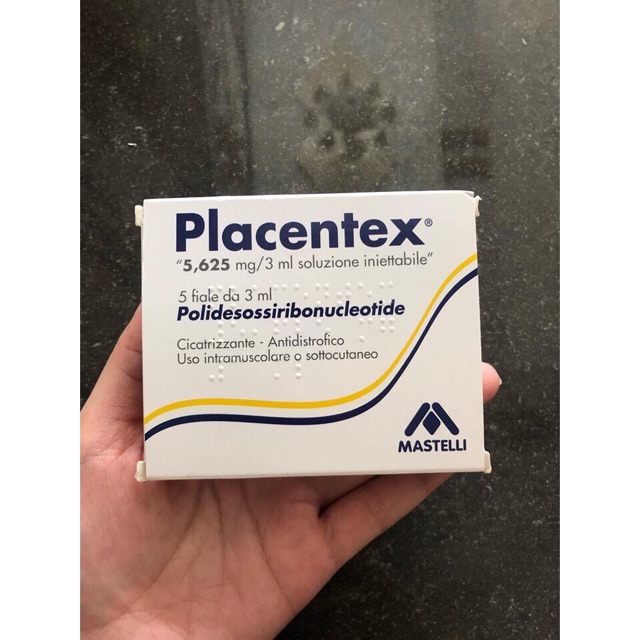 Placentex®
"5,625 mg/3 ml soluzione iniettabile"
5 fiale da 3 ml
Polidesossiribonucleotide
Cicatrizzante - Antidistrofico
Uso intramuscolare o sottocutaneo
MASTELLI